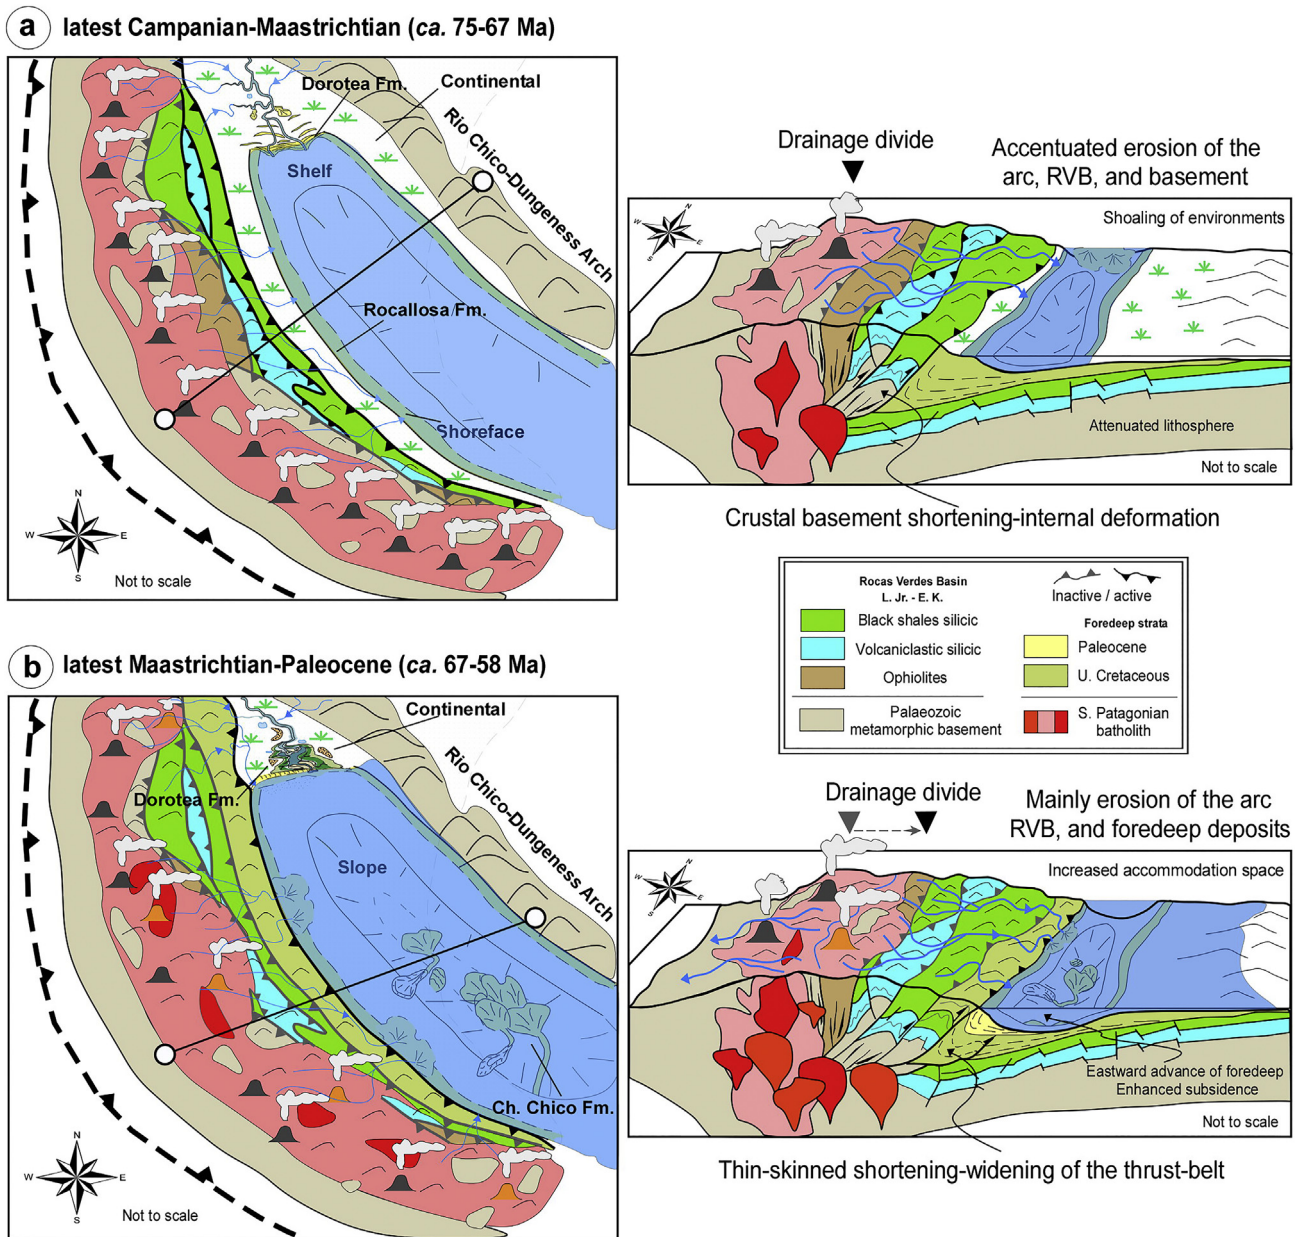 a latest Campanian-Maastrichtian (ca. 75-67 Ma)
Dorotea Fm.
Continental
Rio Chico-Dungeness Arch
Shelf
Rocallosa Fm.
Shoreface
N
W E
S
Not to scale
Drainage divide
Accentuated erosion of the
arc, RVB, and basement
N
W E
S
Shoaling of environments
Attenuated lithosphere
Not to scale
Crustal basement shortening-internal deformation
Rocas Verdes Basin
L. Jr. - E. K.
Black shales silicic
Volcaniclastic silicic
Ophiolites
Palaeozoic
metamorphic basement
Inactive / active
Foredeep strata
Paleocene
U. Cretaceous
S. Patagonian
batholith
b latest Maastrichtian-Paleocene (ca. 67-58 Ma)
Continental
Rio Chico-Dungeness Arch
Dorotea Fm.
Slope
Ch. Chico Fm.
N
W E
S
Not to scale
Drainage divide
Mainly erosion of the arc
RVB, and foredeep deposits
N
W E
S
Increased accommodation space
Eastward advance of foredeep
Enhanced subsidence
Not to scale
Thin-skinned shortening-widening of the thrust-belt